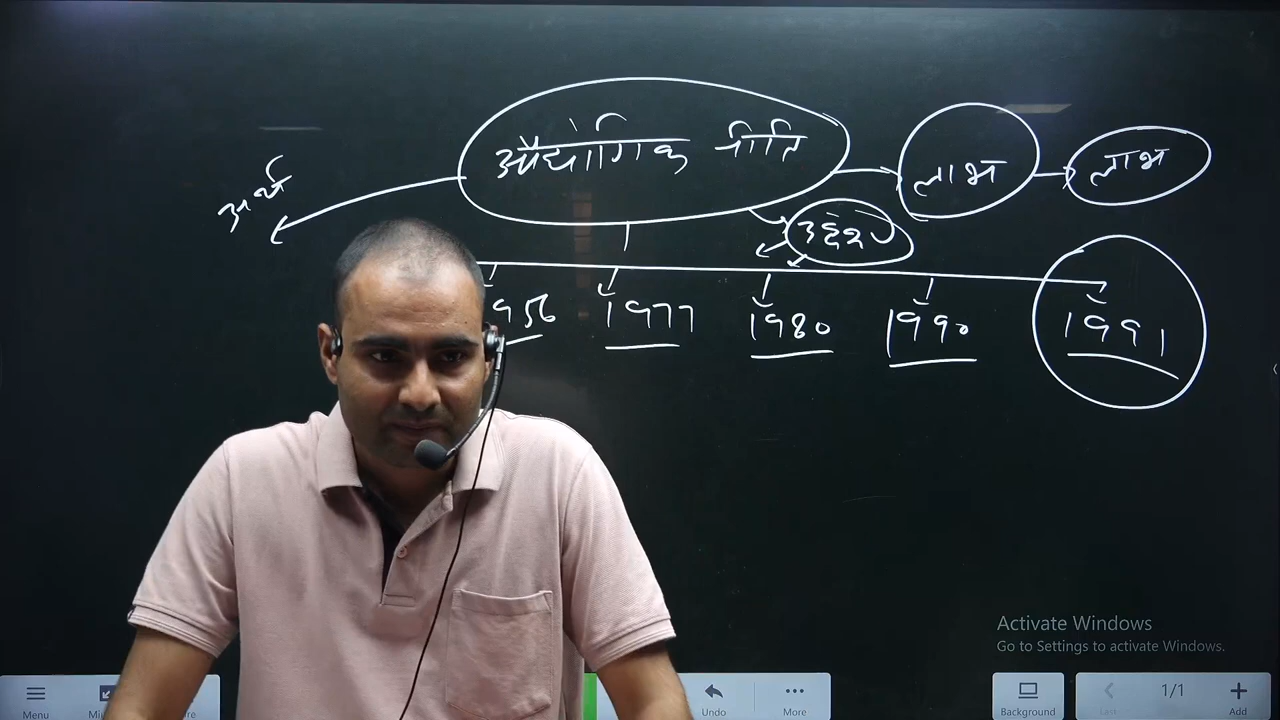 औद्योगिक नीति
लाभ
लाभ
अर्थ
उद्देश्य
956 1977 1980 1990 1991
Activate Windows
Go to Settings to activate Windows.
Menu
Undo
More
Background
1/1
Add